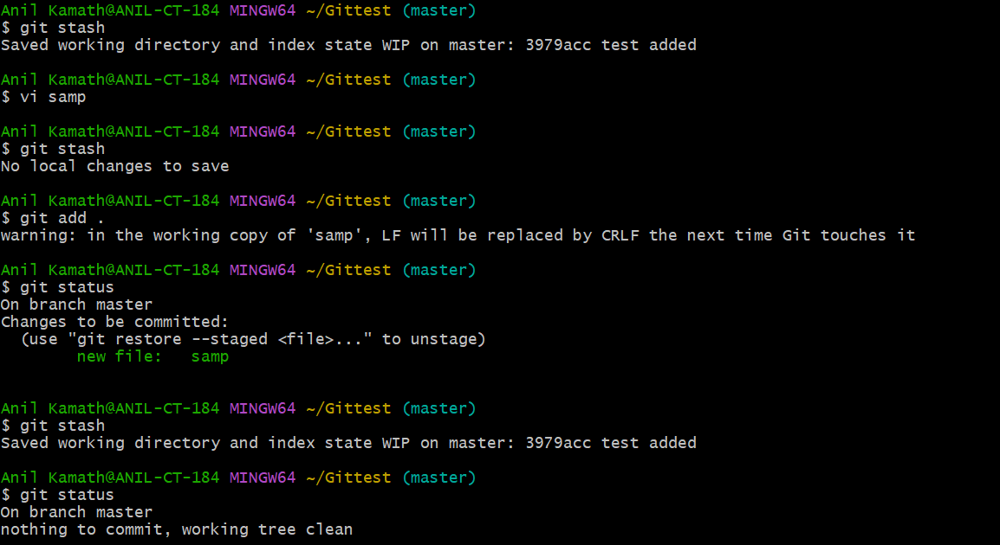 Anil Kamath@ANIL-CT-184 MINGW64 ~/Gittest (master)
$ git stash
Saved working directory and index state WIP on master: 3979acc test added
Anil Kamath@ANIL-CT-184 MINGW64 ~/Gittest (master)
$ vi samp
Anil Kamath@ANIL-CT-184 MINGW64 ~/Gittest (master)
$ git stash
No local changes to save
Anil Kamath@ANIL-CT-184 MINGW64 ~/Gittest (master)
$ git add .
warning: in the working copy of 'samp', LF will be replaced by CRLF the next time Git touches it
Anil Kamath@ANIL-CT-184 MINGW64 ~/Gittest (master)
$ git status
On branch master
Changes to be committed:
  (use "git restore --staged <file>..." to unstage)
        new file:   samp
Anil Kamath@ANIL-CT-184 MINGW64 ~/Gittest (master)
$ git stash
Saved working directory and index state WIP on master: 3979acc test added
Anil Kamath@ANIL-CT-184 MINGW64 ~/Gittest (master)
$ git status
On branch master
nothing to commit, working tree clean